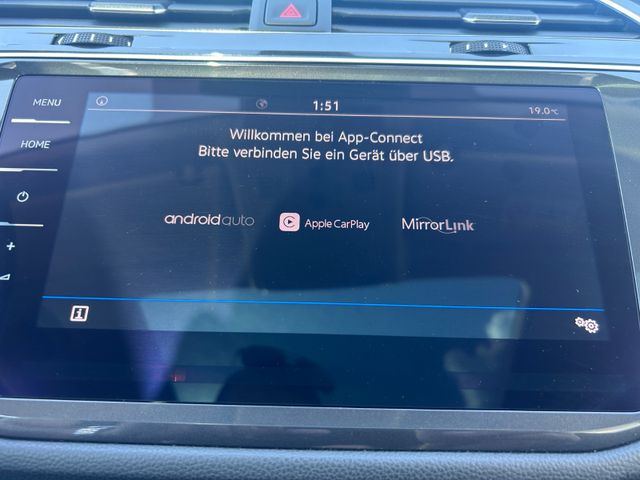 MENU
1:51
19.0°C
HOME
Willkommen bei App-Connect
Bitte verbinden Sie ein Gerät über USB.
androidauto
Apple CarPlay
MirrorLink